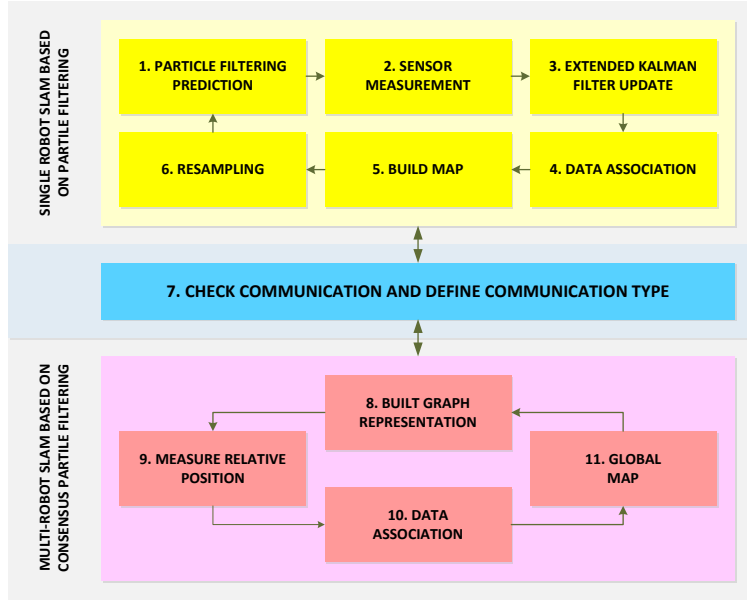 SINGLE ROBOT SLAM BASED
ON PARTILE FILTERING
1. PARTICLE FILTERING
PREDICTION
2. SENSOR
MEASUREMENT
3. EXTENDED KALMAN
FILTER UPDATE
6. RESAMPLING
5. BUILD MAP
4. DATA ASSOCIATION
7. CHECK COMMUNICATION AND DEFINE COMMUNICATION TYPE
MULTI-ROBOT SLAM BASED ON
CONSENSUS PARTILE FILTERING
8. BUILT GRAPH
REPRESENTATION
9. MEASURE RELATIVE
POSITION
10. DATA
ASSOCIATION
11. GLOBAL
MAP